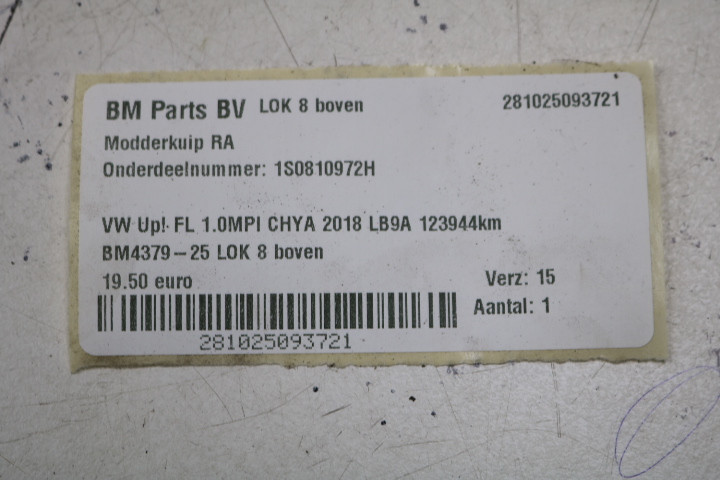 BM Parts BV LOK 8 boven 281025093721
Modderkuip RA
Onderdeelnummer: 1S0810972H
VW Up! FL 1.0MPI CHYA 2018 LB9A 123944km
BM4379-25 LOK 8 boven
19.50 euro Verz: 15
Aantal: 1
281025093721